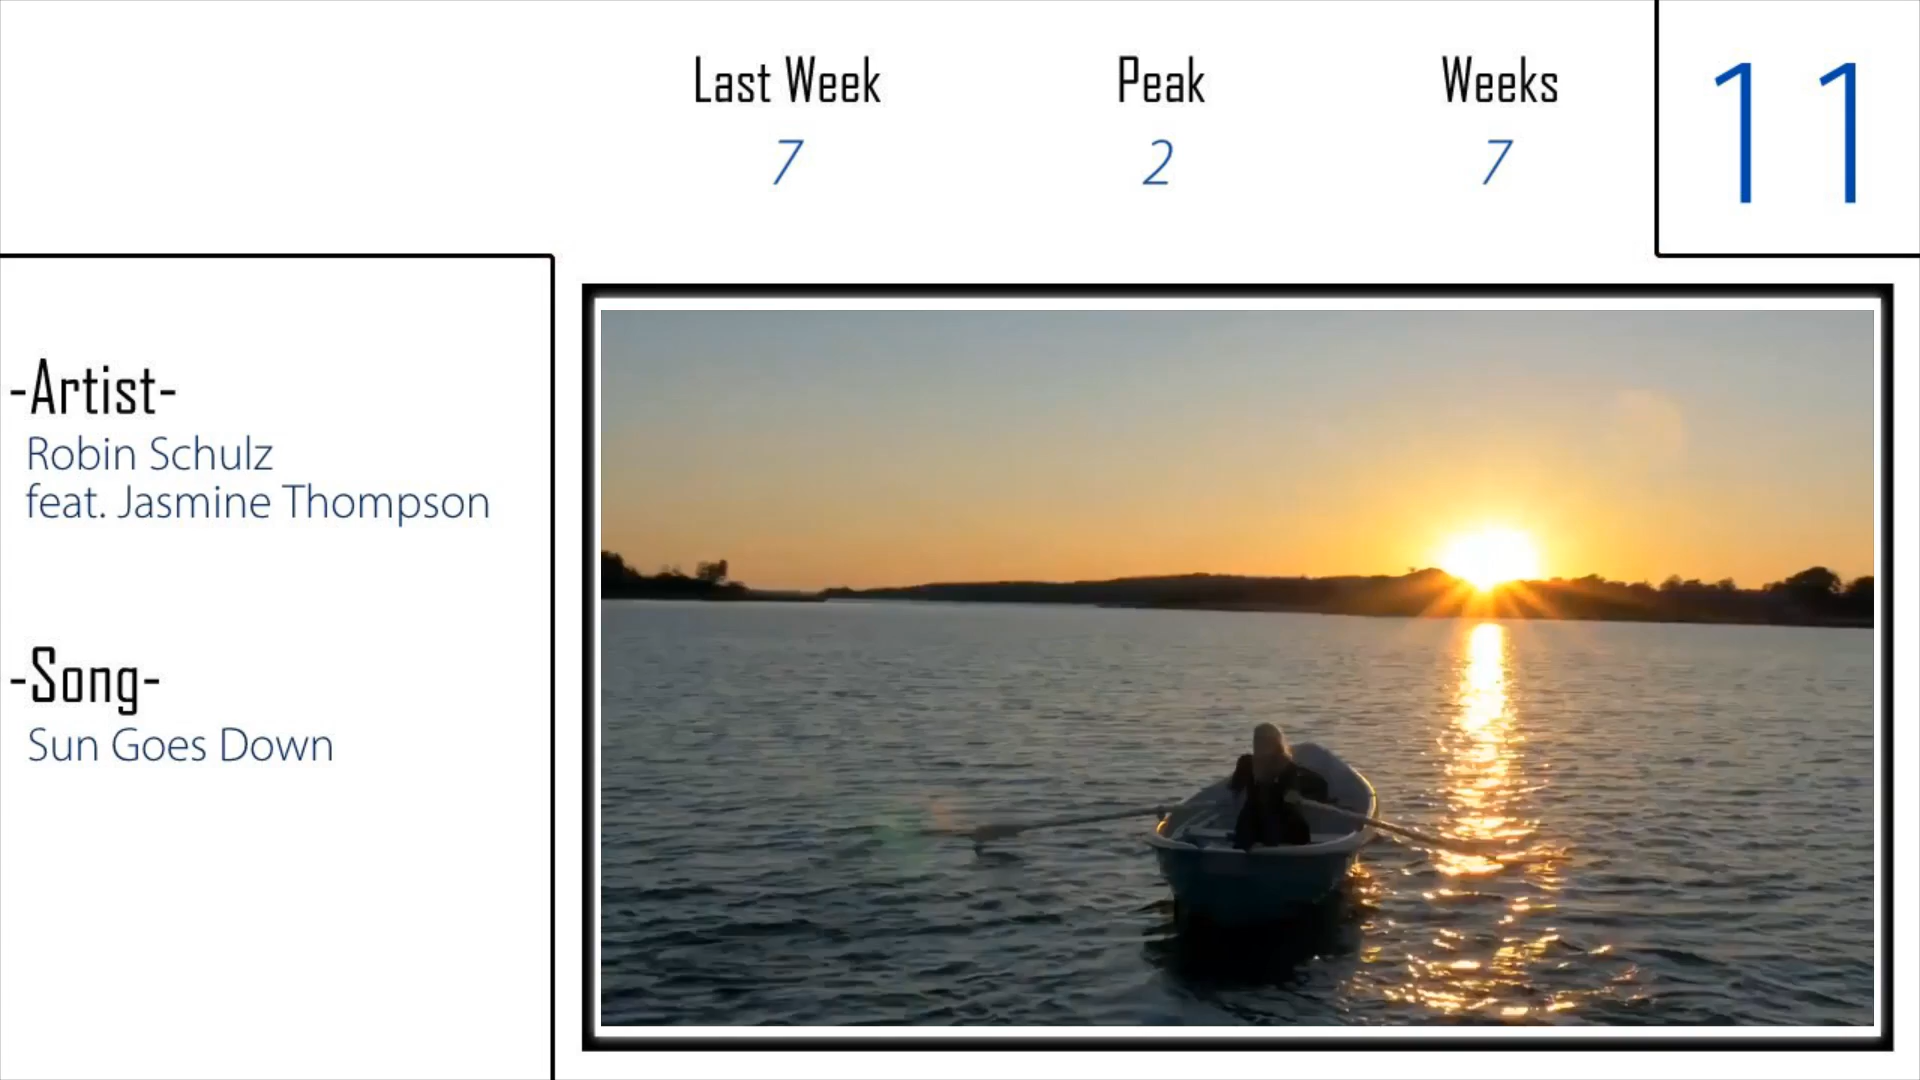 Last Week
7
Peak
2
Weeks
7
11
-Artist-
Robin Schulz
feat. Jasmine Thompson
-Song-
Sun Goes Down